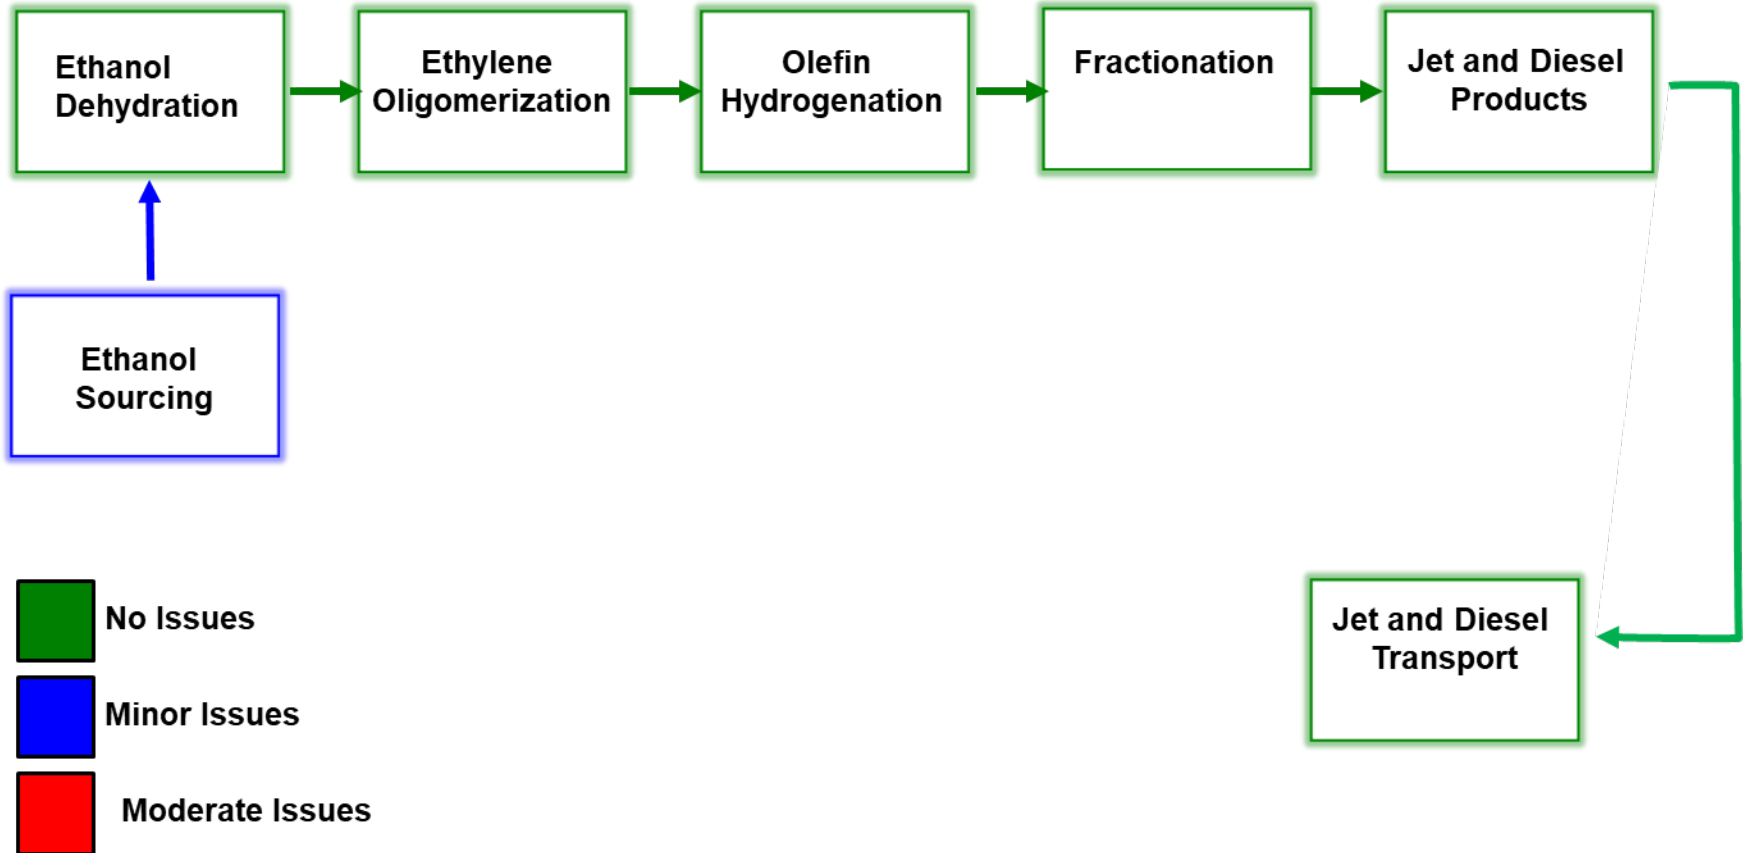 Ethanol
Dehydration
Ethylene
Oligomerization
Olefin
Hydrogenation
Fractionation
Jet and Diesel
Products
Ethanol
Sourcing
Jet and Diesel
Transport
No Issues
Minor Issues
Moderate Issues